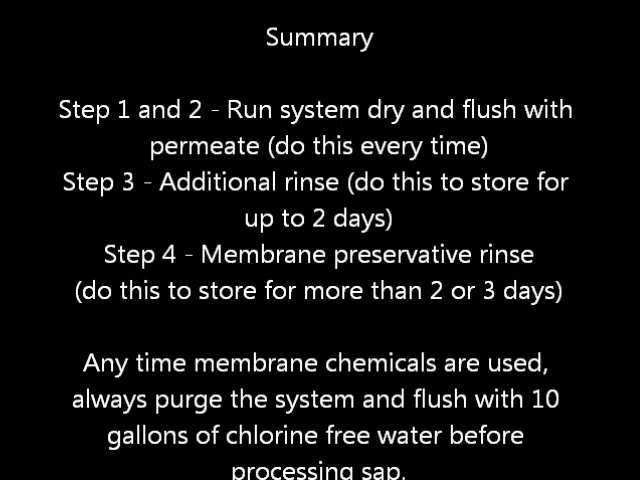 Summary
Step 1 and 2 - Run system dry and flush with
permeate (do this every time)
Step 3 - Additional rinse (do this to store for
up to 2 days)
Step 4 - Membrane preservative rinse
(do this to store for more than 2 or 3 days)
Any time membrane chemicals are used,
always purge the system and flush with 10
gallons of chlorine free water before
processing sap.